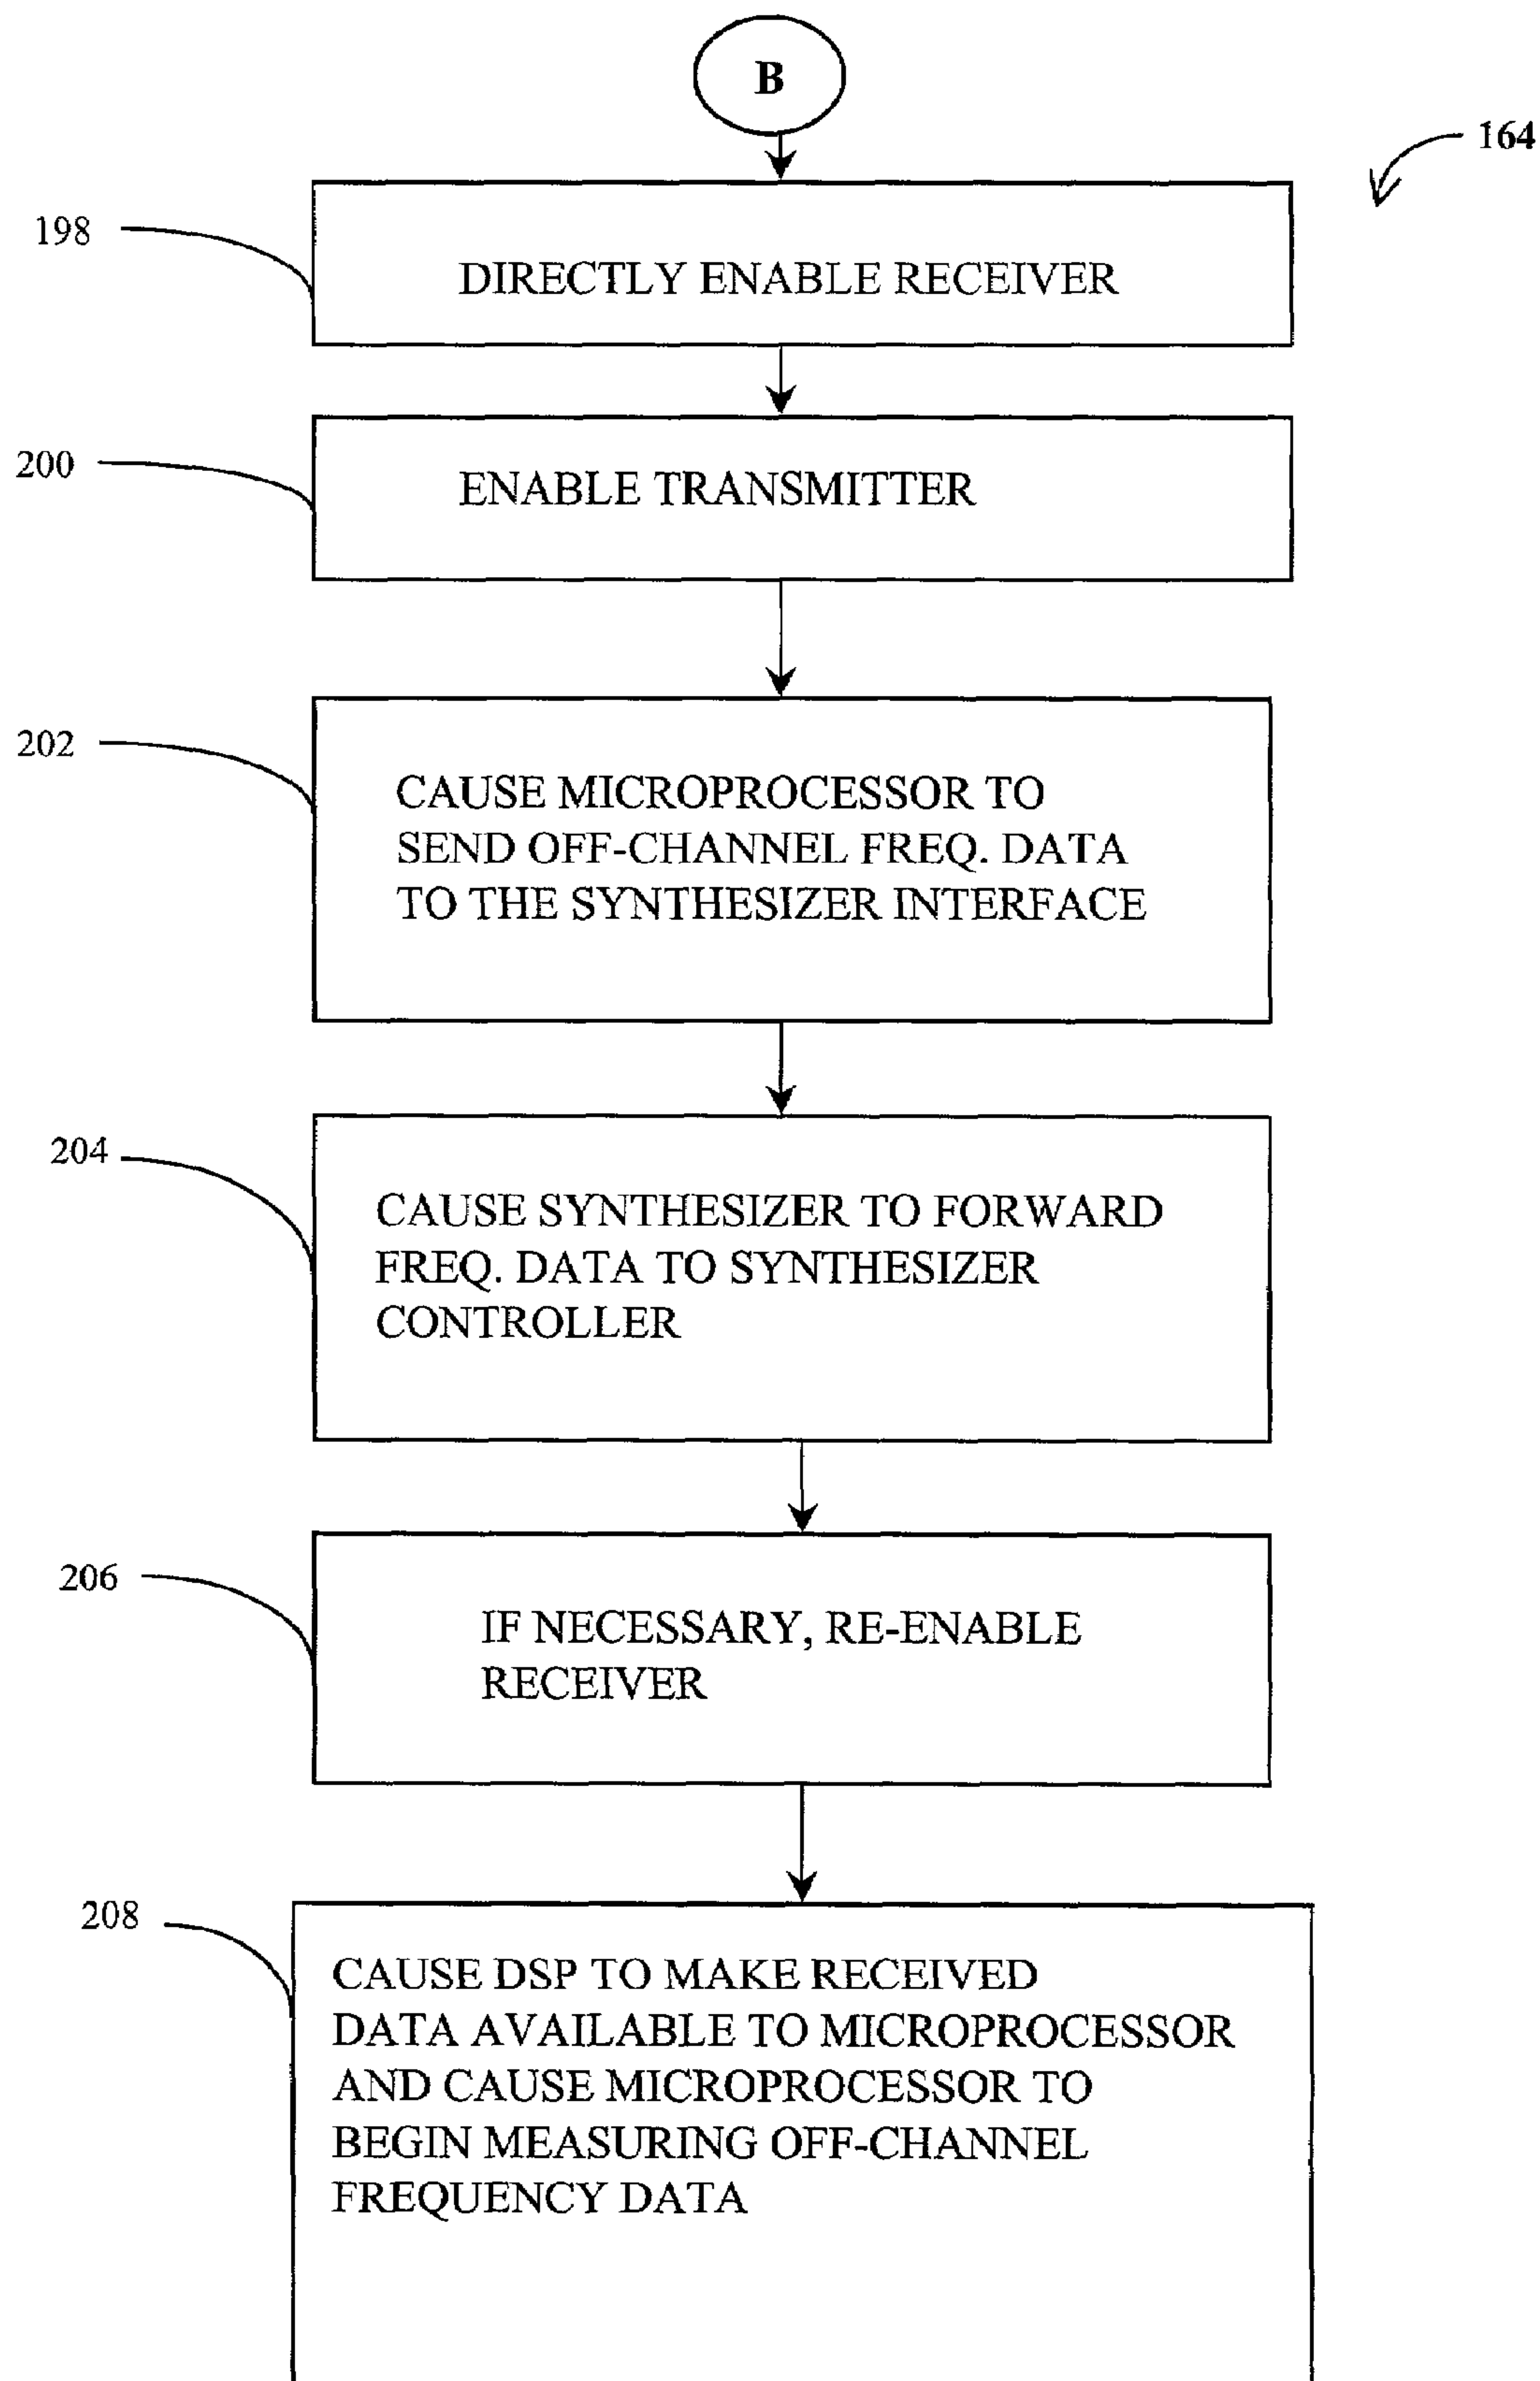 B
164
198
DIRECTLY ENABLE RECEIVER
200
ENABLE TRANSMITTER
202
CAUSE MICROPROCESSOR TO
SEND OFF-CHANNEL FREQ. DATA
TO THE SYNTHESIZER INTERFACE
204
CAUSE SYNTHESIZER TO FORWARD
FREQ. DATA TO SYNTHESIZER
CONTROLLER
206
IF NECESSARY, RE-ENABLE
RECEIVER
208
CAUSE DSP TO MAKE RECEIVED
DATA AVAILABLE TO MICROPROCESSOR
AND CAUSE MICROPROCESSOR TO
BEGIN MEASURING OFF-CHANNEL
FREQUENCY DATA